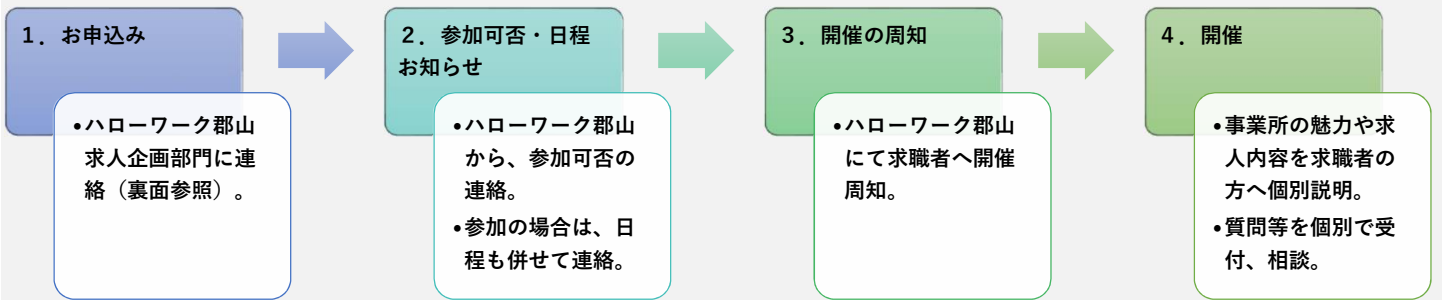 １．お申込み
•ハローワーク郡山
求人企画部門に連
絡（裏面参照）。
２．参加可否・日程
お知らせ
•ハローワーク郡山
から、参加可否の
連絡。
•参加の場合は、日
程も併せて連絡。
３．開催の周知
•ハローワーク郡山
にて求職者へ開催
周知。
４．開催
•事業所の魅力や求
人内容を求職者の
方へ個別説明。
•質問等を個別で受
付、相談。